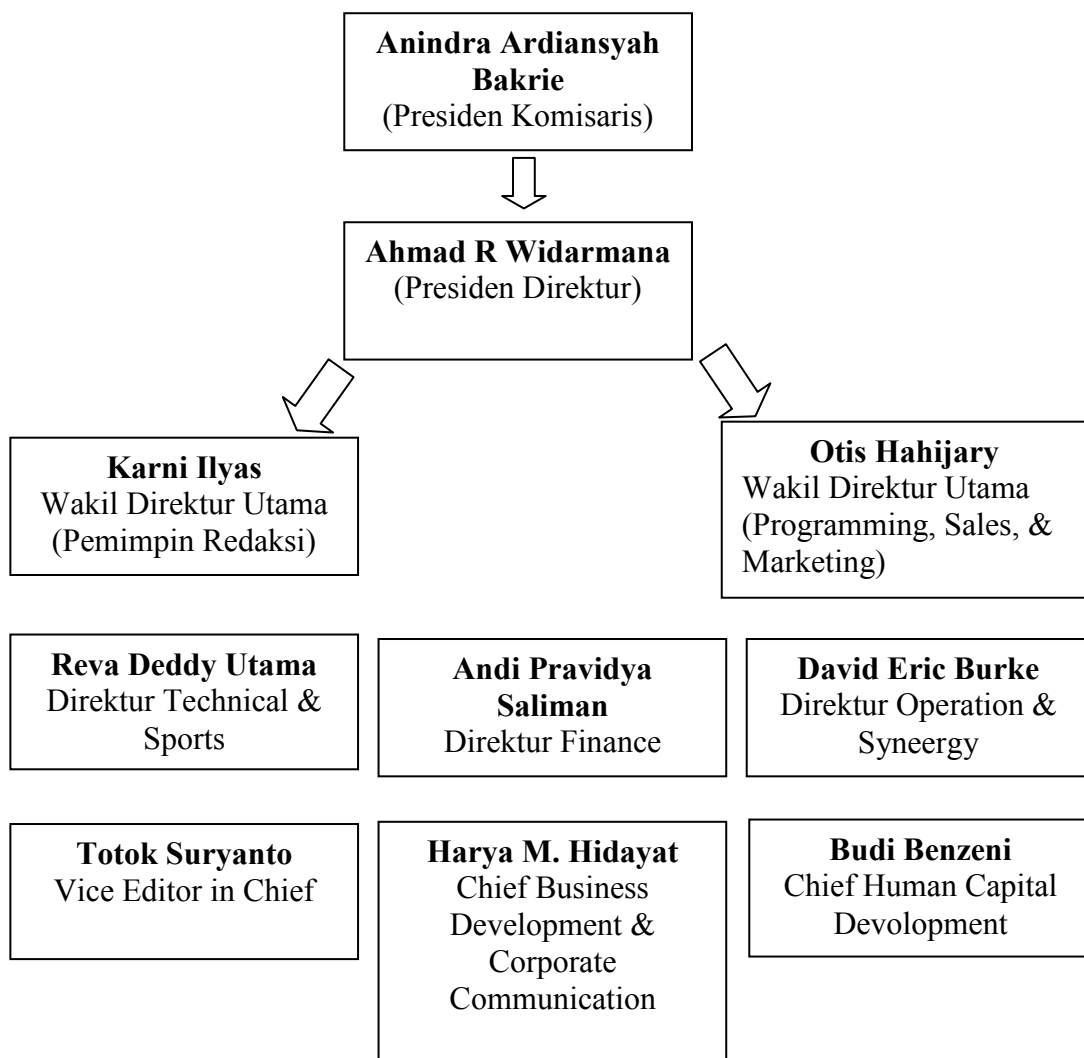 Anindra Ardiansyah
Bakrie
(Presiden Komisaris)
Ahmad R Widarmana
(Presiden Direktur)
Karni Ilyas
Wakil Direktur Utama
(Pemimpin Redaksi)
Otis Hahijary
Wakil Direktur Utama
(Programming, Sales, &
Marketing)
Reva Deddy Utama
Direktur Technical &
Sports
Andi Pravidya
Saliman
Direktur Finance
David Eric Burke
Direktur Operation &
Syneergy
Totok Suryanto
Vice Editor in Chief
Harya M. Hidayat
Chief Business
Development &
Corporate
Communication
Budi Benzeni
Chief Human Capital
Devolopment